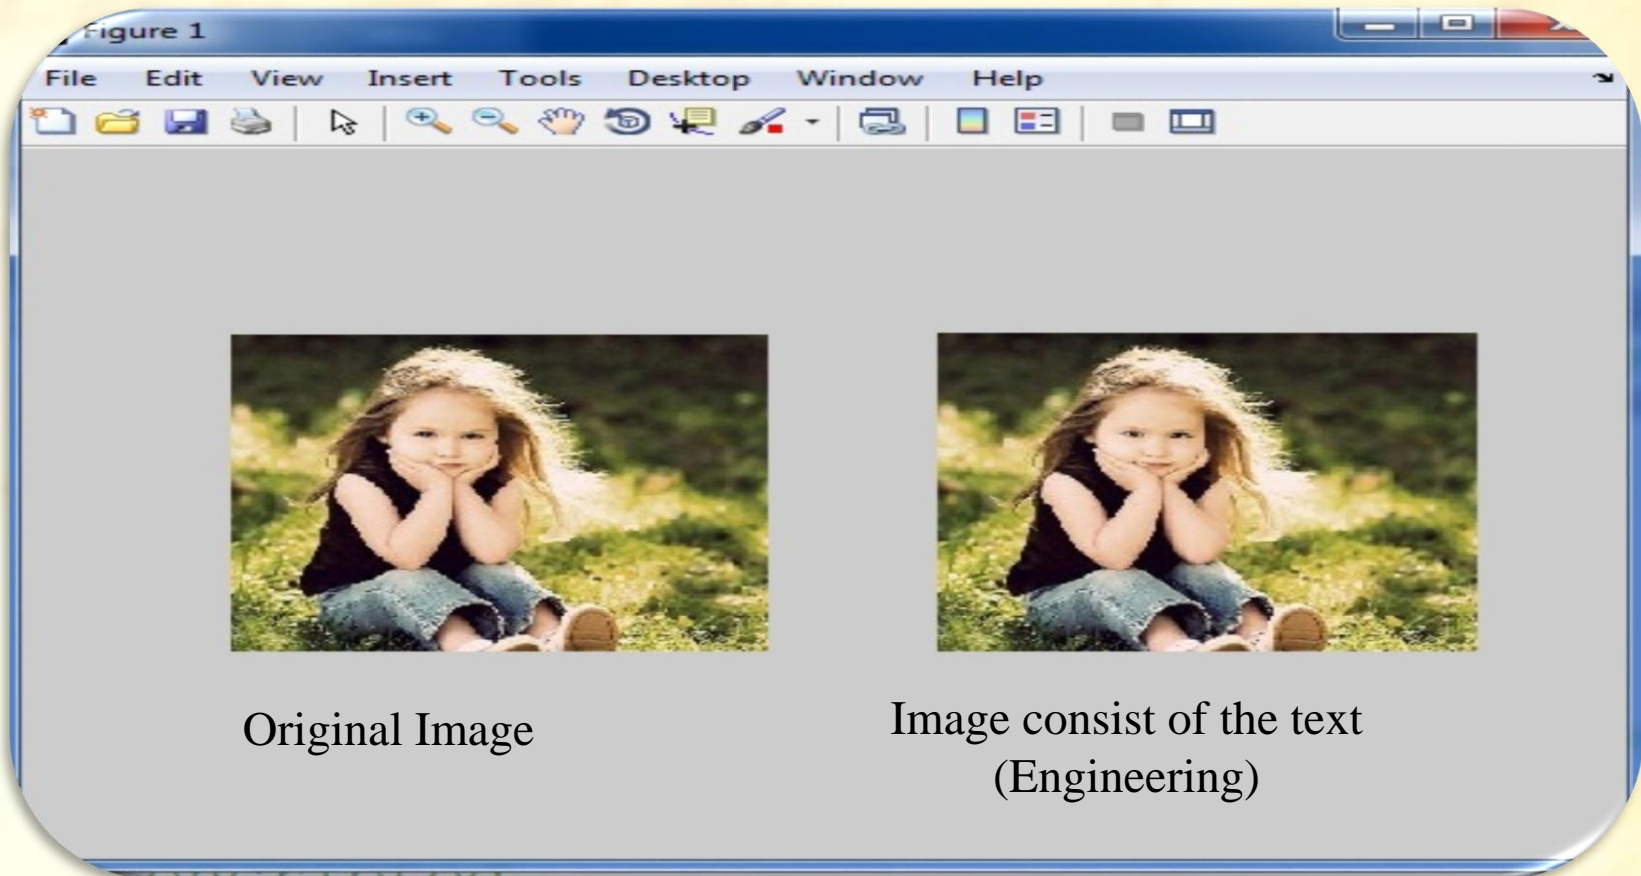 Figure 1
File Edit View Insert Tools Desktop Window Help
Original Image
Image consist of the text
(Engineering)